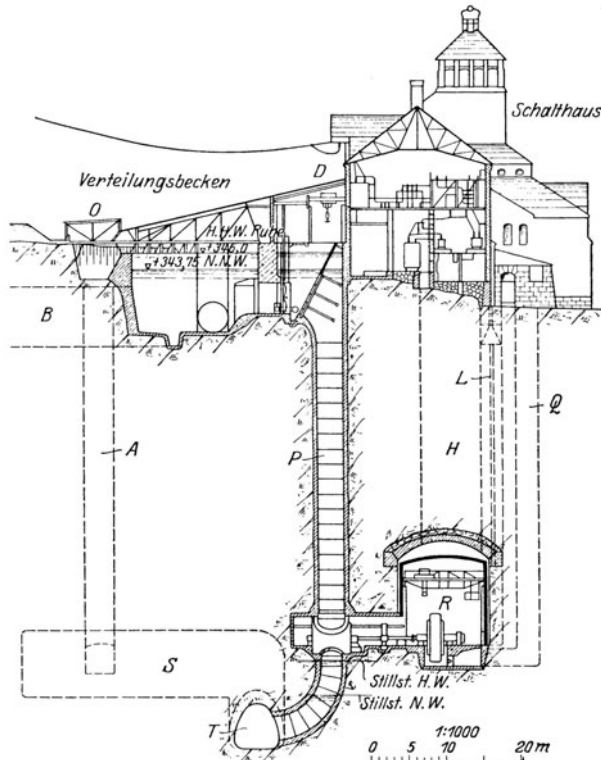 Schalthaus
D
Verteilungsbecken
O
H.H.W. Ruhe
+346,0
+343,75 N.N.W.
B
L
Q
A
P
H
R
S
Stillst. H.W.
Stillst. N.W.
T
1:1000
0 5 10 20 m